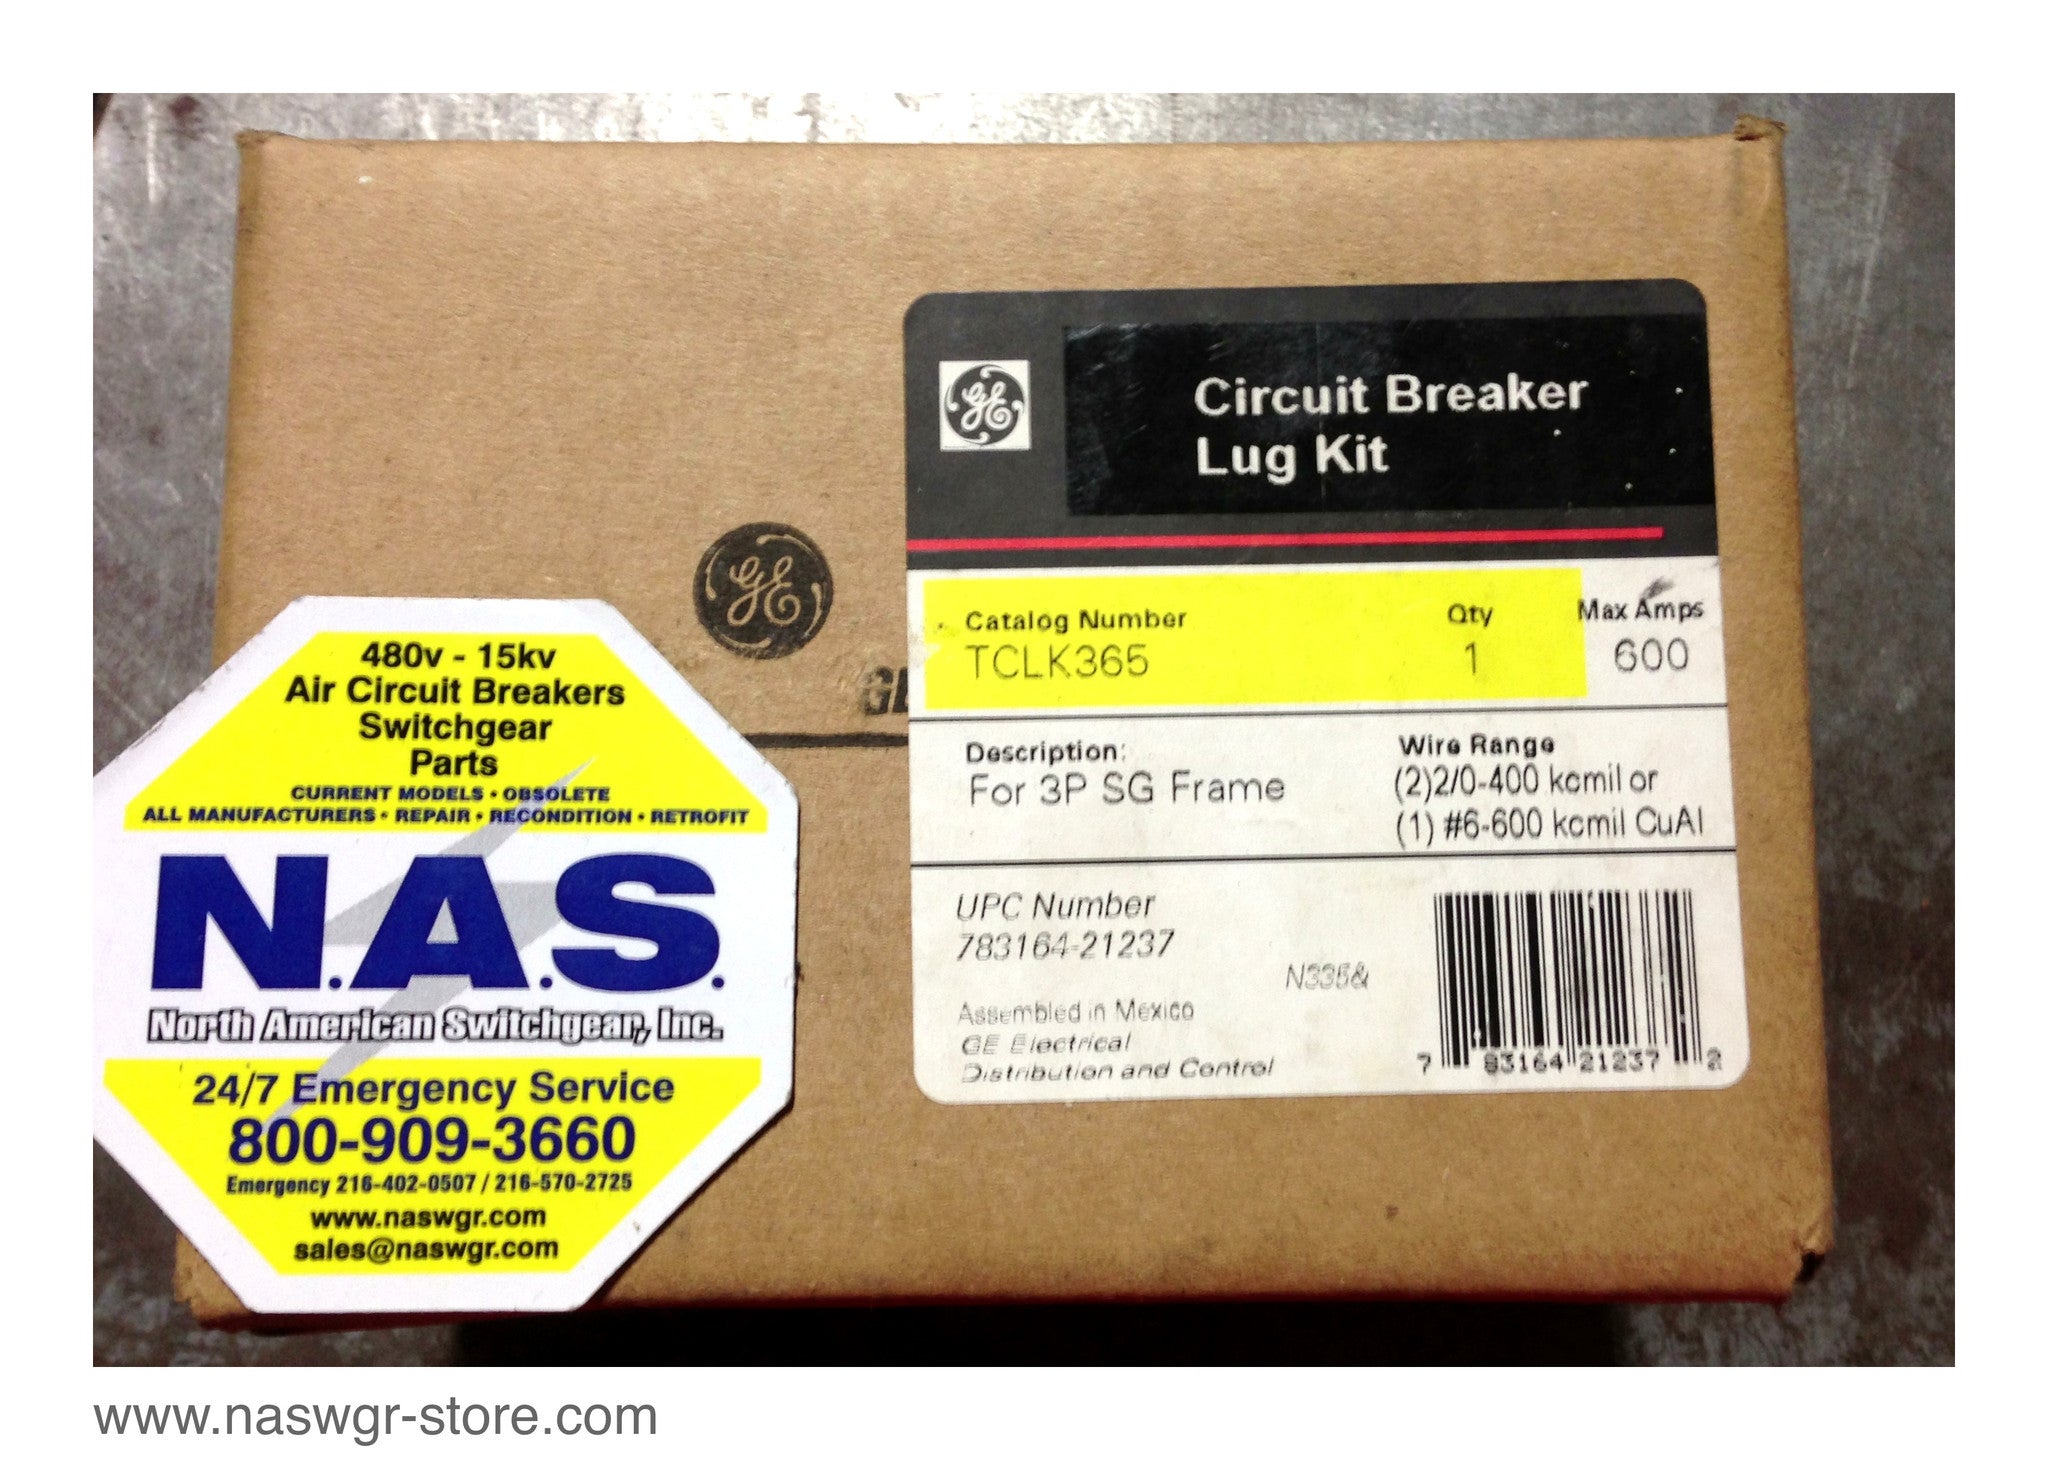 480v - 15kv
Air Circuit Breakers
Switchgear
Parts
CURRENT MODELS • OBSOLETE
ALL MANUFACTURERS • REPAIR • RECONDITION • RETROFIT
N.A.S.
North American Switchgear, Inc.
24/7 Emergency Service
800-909-3660
Emergency 216-402-0507 / 216-570-2725
www.naswgr.com
sales@naswgr.com
GE
GE
Circuit Breaker
Lug Kit
Catalog Number Qty Max Amps
TCLK365 1 600
Description: Wire Range
For 3P SG Frame (2)2/0-400 kcmil or
(1) #6-600 kcmil CuAl
UPC Number
783164-21237
N335&
Assembled in Mexico
GE Electrical
Distribution and Control
7 83164 21237 2
www.naswgr-store.com